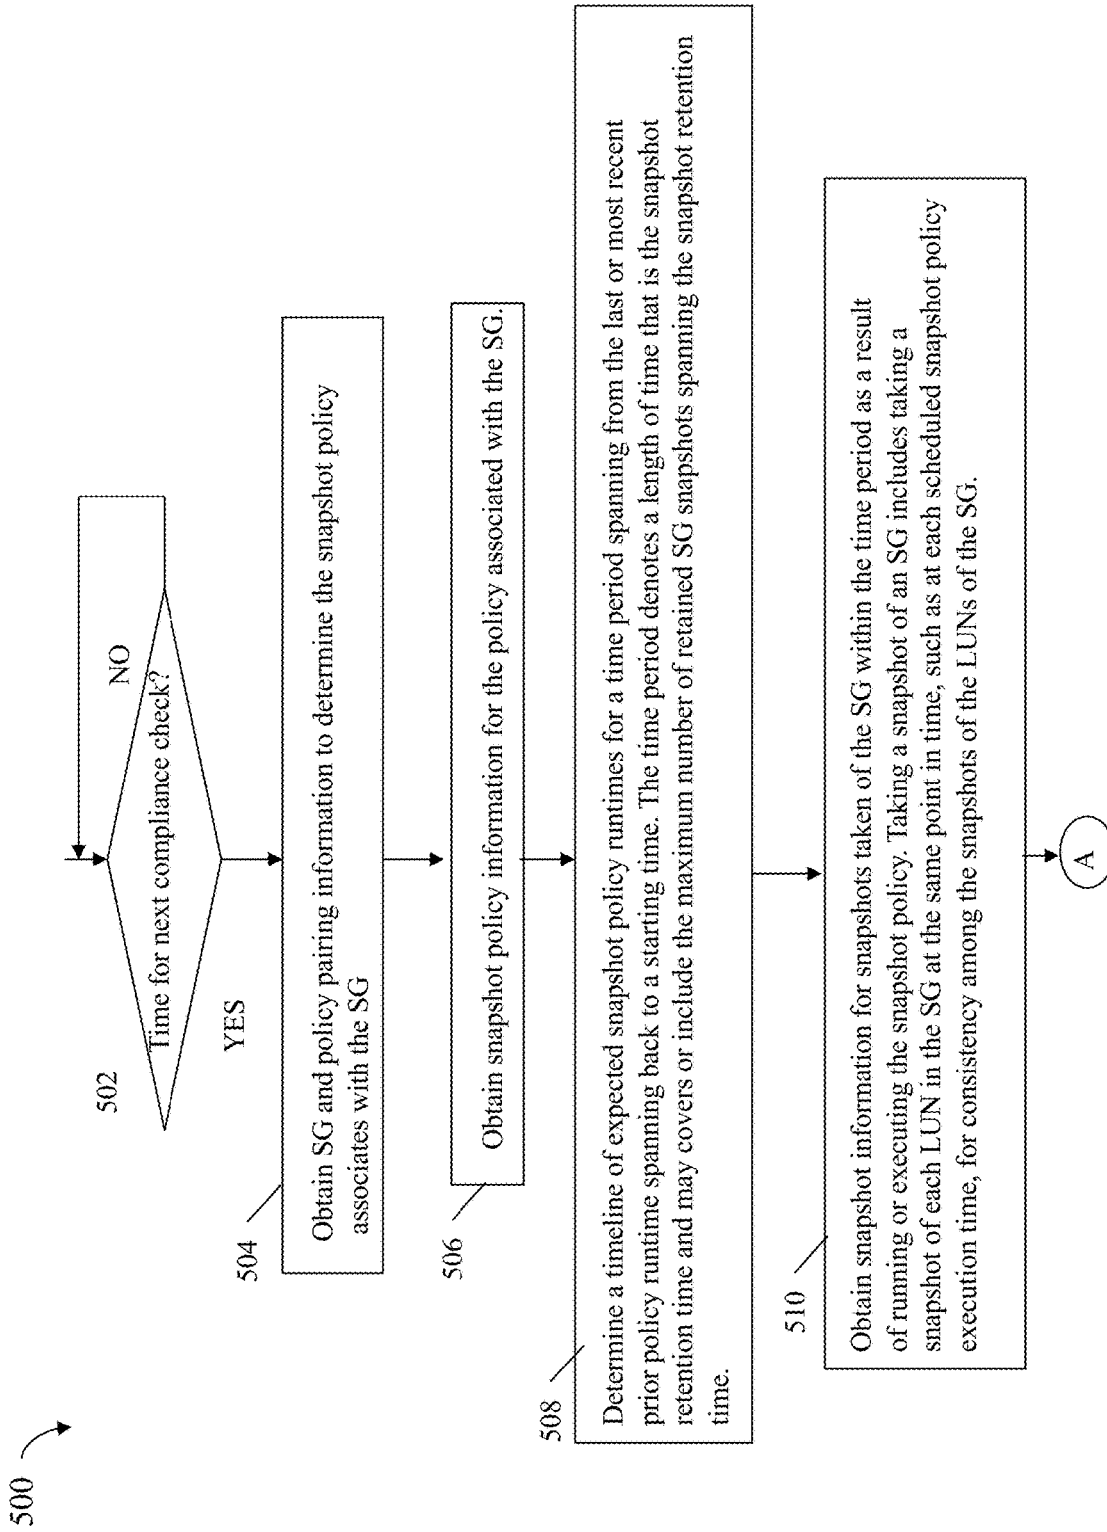 500
502
Time for next compliance check?
NO
YES
504
Obtain SG and policy pairing information to determine the snapshot policy
associates with the SG
506
Obtain snapshot policy information for the policy associated with the SG.
508
Determine a timeline of expected snapshot policy runtimes for a time period spanning from the last or most recent
prior policy runtime spanning back to a starting time. The time period denotes a length of time that is the snapshot
retention time and may covers or include the maximum number of retained SG snapshots spanning the snapshot retention
time.
510
Obtain snapshot information for snapshots taken of the SG within the time period as a result
of running or executing the snapshot policy. Taking a snapshot of an SG includes taking a
snapshot of each LUN in the SG at the same point in time, such as at each scheduled snapshot policy
execution time, for consistency among the snapshots of the LUNs of the SG.
A